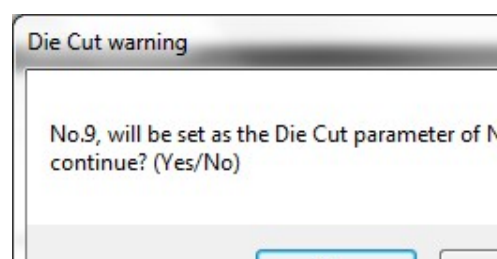 Die Cut warning
No.9, will be set as the Die Cut parameter of N
continue? (Yes/No)